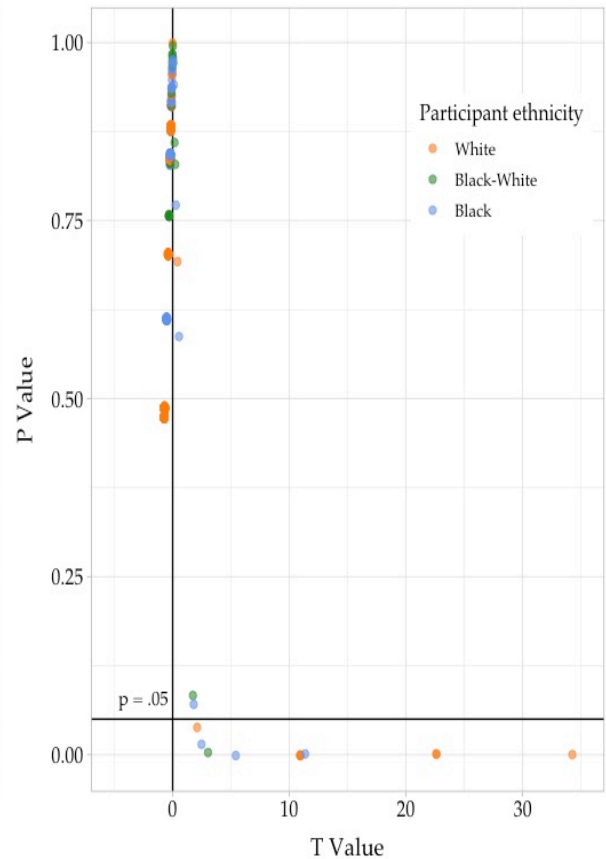 1.00
Participant ethnicity
White
Black-White
Black
0.75
0.50
P Value
0.25
p = .05
0.00
0 10 20 30
T Value